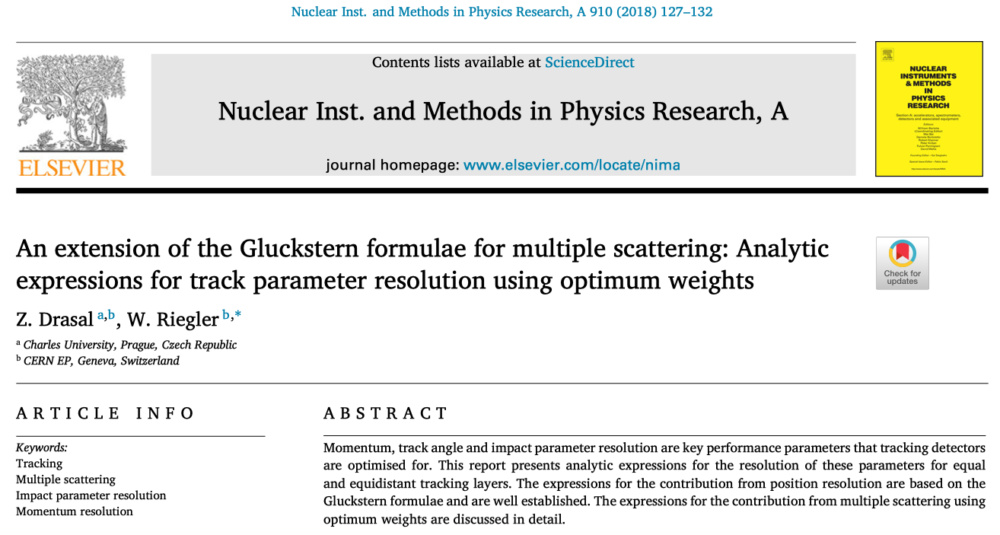 Nuclear Inst. and Methods in Physics Research, A 910 (2018) 127–132
Contents lists available at ScienceDirect
Nuclear Inst. and Methods in Physics Research, A
journal homepage: www.elsevier.com/locate/nima
ELSEVIER
NUCLEAR
INSTRUMENTS
& METHODS
IN
PHYSICS
RESEARCH
Section A: accelerators, spectrometers,
detectors and associated equipment
An extension of the Gluckstern formulae for multiple scattering: Analytic
expressions for track parameter resolution using optimum weights
Check for
updates
Z. Drasal a,b, W. Riegler b,*
a Charles University, Prague, Czech Republic
b CERN EP, Geneva, Switzerland
ARTICLE INFO
Keywords:
Tracking
Multiple scattering
Impact parameter resolution
Momentum resolution
ABSTRACT
Momentum, track angle and impact parameter resolution are key performance parameters that tracking detectors
are optimised for. This report presents analytic expressions for the resolution of these parameters for equal
and equidistant tracking layers. The expressions for the contribution from position resolution are based on the
Gluckstern formulae and are well established. The expressions for the contribution from multiple scattering using
optimum weights are discussed in detail.